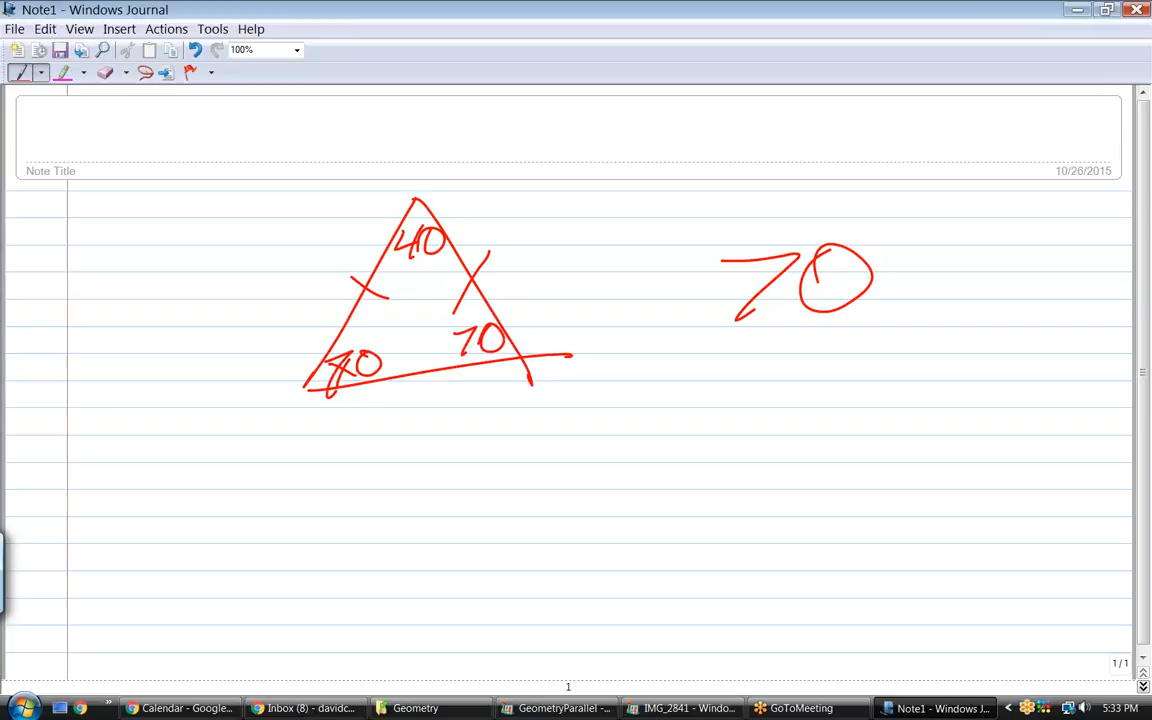 Note1 - Windows Journal
File Edit View Insert Actions Tools Help
100%
Note Title
10/26/2015
40
70
70
70
1/1
1
Calendar - Google... Inbox (8) - davidc... Geometry GeometryParallel -... IMG_2841 - Windo... GoToMeeting Note1 - Windows J... 5:33 PM